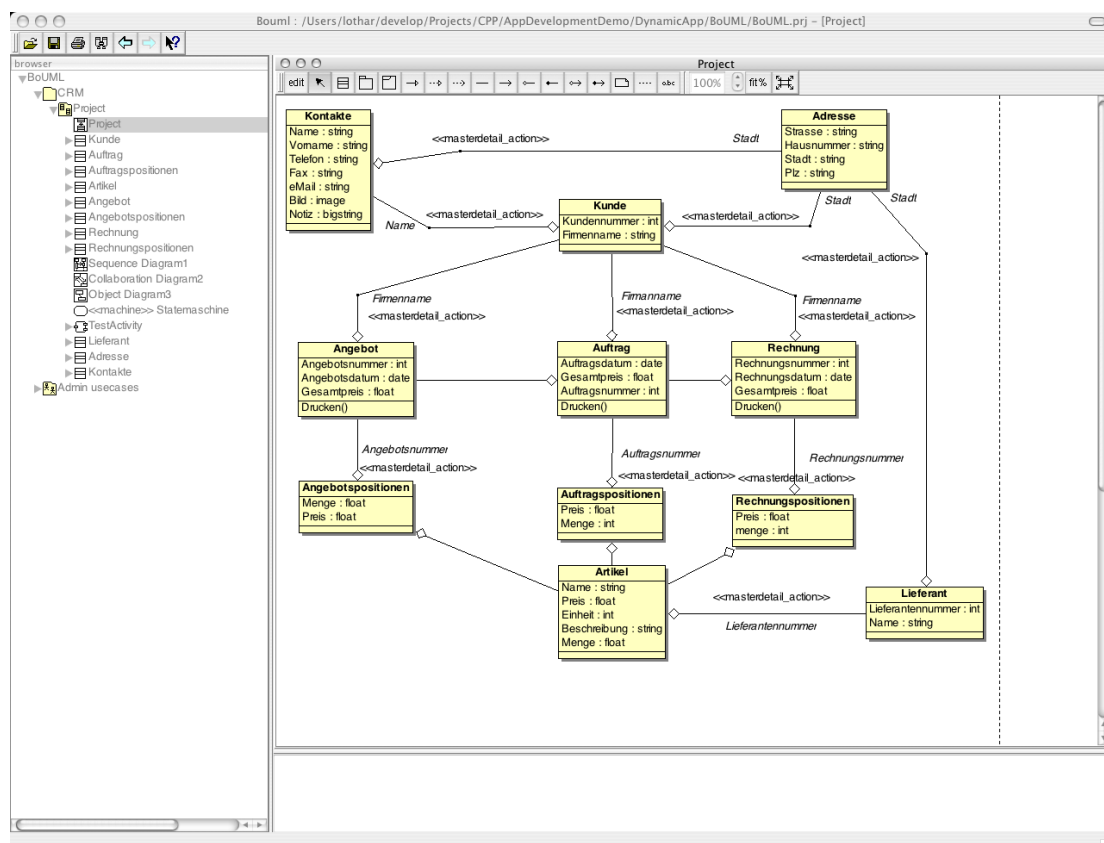 Bouml : /Users/lothar/develop/Projects/CPP/AppDevelopmentDemo/DynamicApp/BoUML/BoUML.prj – [Project]
browser
BoUML
CRM
Project
Project
Kunde
Auftrag
Auftragspositionen
Artikel
Angebot
Angebotspositionen
Rechnung
Rechnungspositionen
Sequence Diagram1
Collaboration Diagram2
Object Diagram3
<<machine>> Statemaschine
TestActivity
Lieferant
Adresse
Kontakte
Admin usecases
Project
edit
abc
100%
fit%
Kontakte
Name : string
Vorname : string
Telefon : string
Fax : string
eMail : string
Bild : image
Notiz : bigstring
<<masterdetail_action>>
Stadt
Adresse
Strasse : string
Hausnummer : string
Stadt : string
Plz : string
Name
<<masterdetail_action>>
Kunde
Kundennummer : int
Firmenname : string
<<masterdetail_action>>
Stadt
Stadt
<<masterdetail_action>>
Firmenname
<<masterdetail_action>>
Firmanname
<<masterdetail_action>>
Firmenname
<<masterdetail_action>>
Angebot
Angebotsnummer : int
Angebotsdatum : date
Gesamtpreis : float
Drucken()
Auftrag
Auftragsdatum : date
Gesamtpreis : float
Auftragsnummer : int
Drucken()
Rechnung
Rechnungsnummer : int
Rechnungsdatum : date
Gesamtpreis : float
Drucken()
Angebotsnummer
<<masterdetail_action>>
Auftragsnummer
<<masterdetail_action>>
Rechnungsnummer
<<masterdetail_action>>
Angebotspositionen
Menge : float
Preis : float
Auftragspositionen
Preis : float
Menge : int
Rechnungspositionen
Preis : float
menge : int
Artikel
Name : string
Preis : float
Einheit : int
Beschreibung : string
Menge : float
<<masterdetail_action>>
Lieferantennummer
Lieferant
Lieferantennummer : int
Name : string